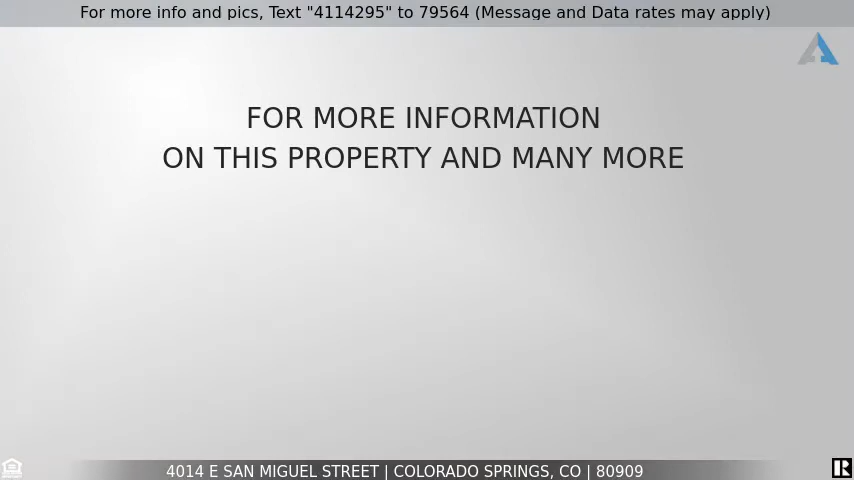 For more info and pics, Text "4114295" to 79564 (Message and Data rates may apply)
FOR MORE INFORMATION
ON THIS PROPERTY AND MANY MORE
4014 E SAN MIGUEL STREET | COLORADO SPRINGS, CO | 80909